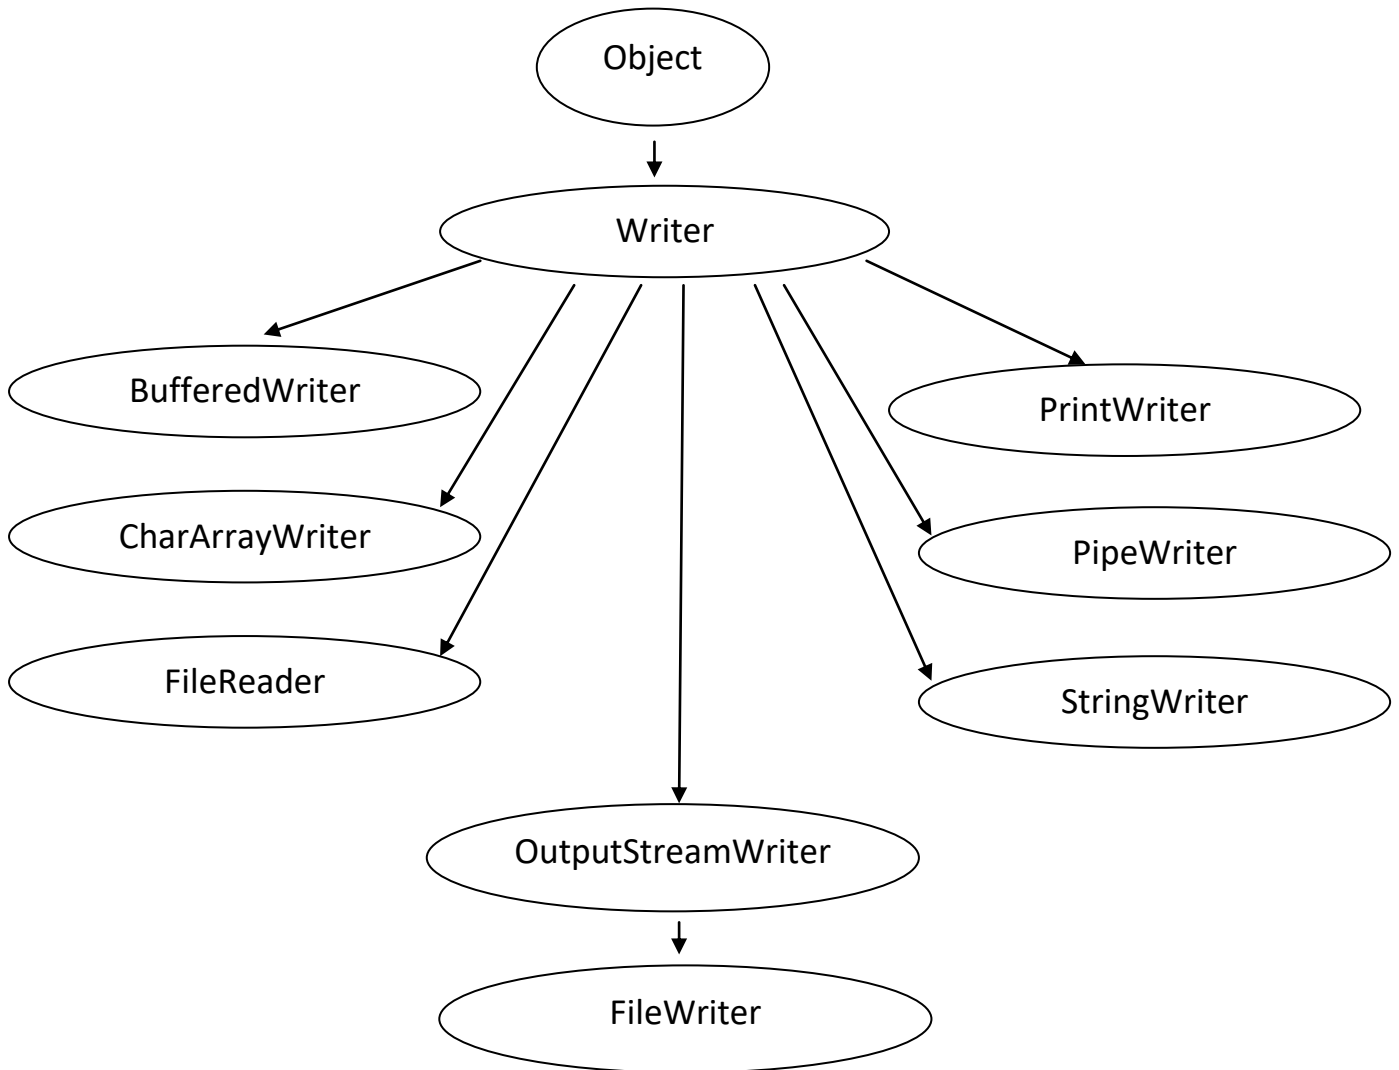 Object
Writer
BufferedWriter
PrintWriter
CharArrayWriter
PipeWriter
FileReader
StringWriter
OutputStreamWriter
FileWriter